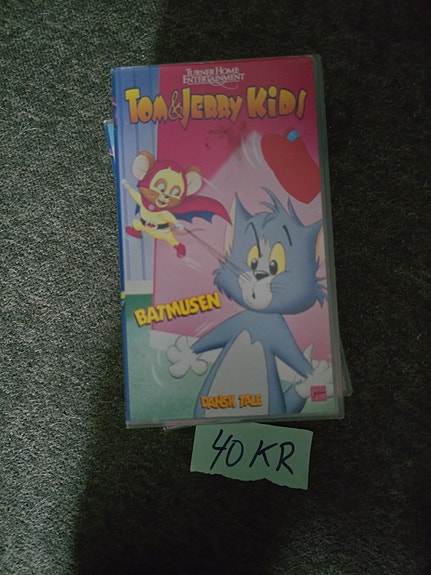 TURNER HOME
ENTERTAINMENT
TOM & JERRY KIDS
BATMUSEN
DANSK TALE
40 KR